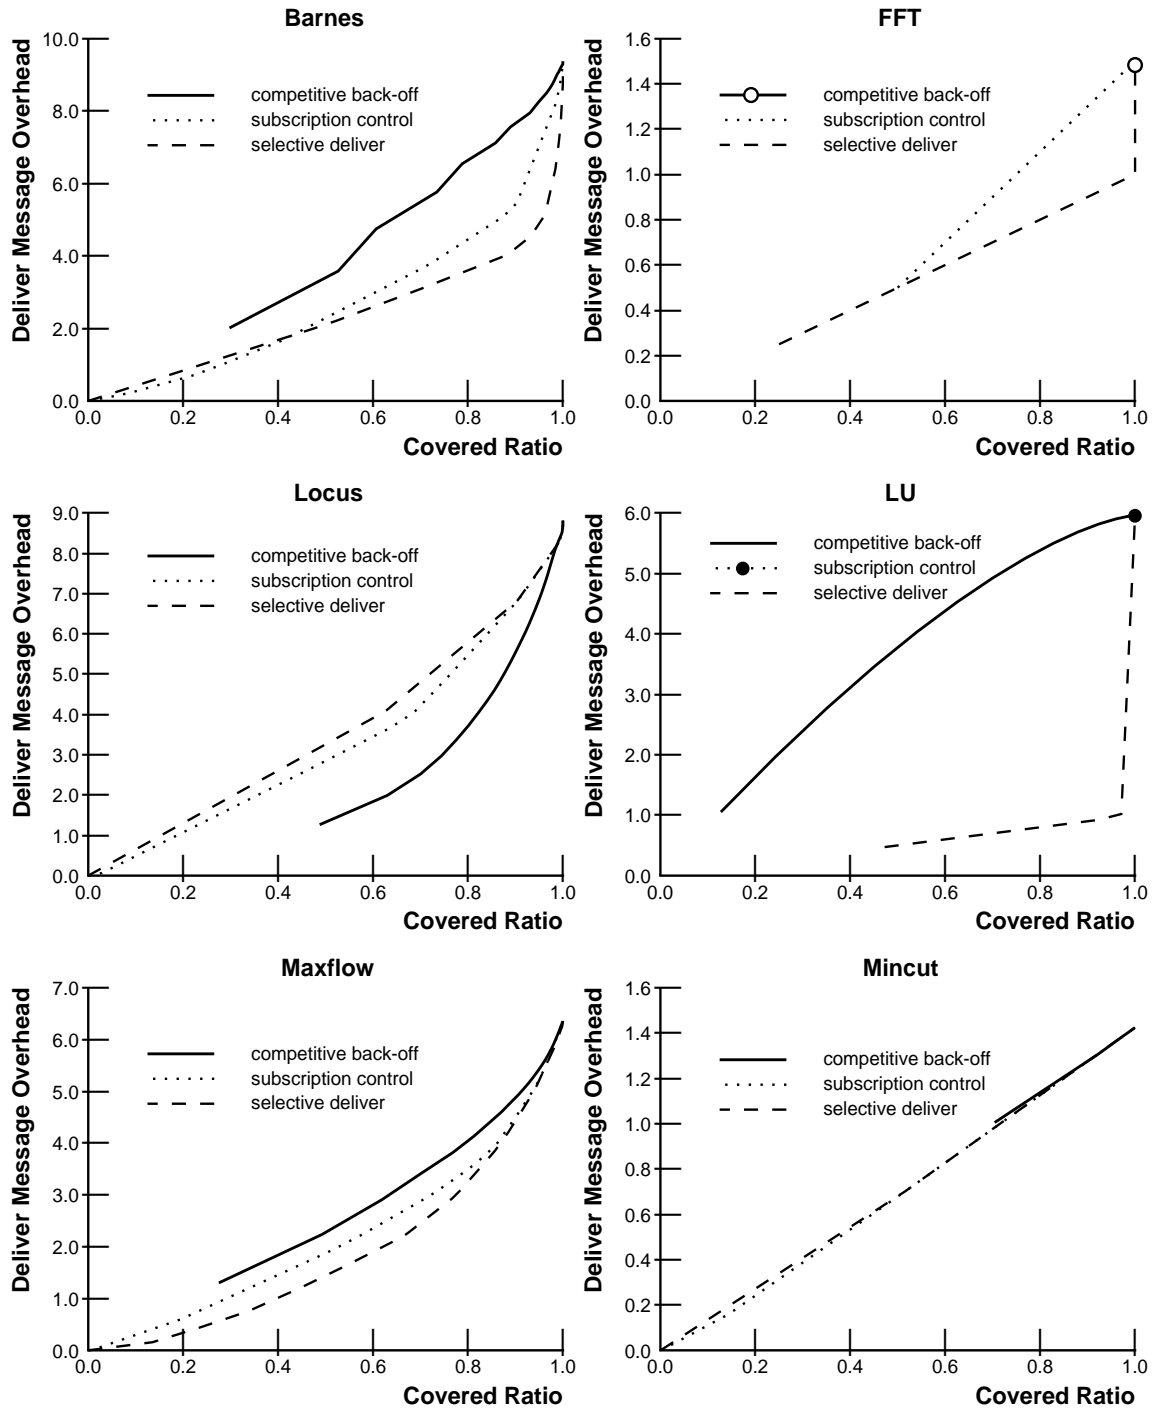 Barnes
Deliver Message Overhead
10.0
8.0
6.0
4.0
2.0
0.0
competitive back-off
subscription control
selective deliver
0.0 0.2 0.4 0.6 0.8 1.0
Covered Ratio
FFT
Deliver Message Overhead
1.6
1.4
1.2
1.0
0.8
0.6
0.4
0.2
0.0
competitive back-off
subscription control
selective deliver
0.0 0.2 0.4 0.6 0.8 1.0
Covered Ratio
Locus
Deliver Message Overhead
9.0
8.0
7.0
6.0
5.0
4.0
3.0
2.0
1.0
0.0
competitive back-off
subscription control
selective deliver
0.0 0.2 0.4 0.6 0.8 1.0
Covered Ratio
LU
Deliver Message Overhead
6.0
5.0
4.0
3.0
2.0
1.0
0.0
competitive back-off
subscription control
selective deliver
0.0 0.2 0.4 0.6 0.8 1.0
Covered Ratio
Maxflow
Deliver Message Overhead
7.0
6.0
5.0
4.0
3.0
2.0
1.0
0.0
competitive back-off
subscription control
selective deliver
0.0 0.2 0.4 0.6 0.8 1.0
Covered Ratio
Mincut
Deliver Message Overhead
1.6
1.4
1.2
1.0
0.8
0.6
0.4
0.2
0.0
competitive back-off
subscription control
selective deliver
0.0 0.2 0.4 0.6 0.8 1.0
Covered Ratio